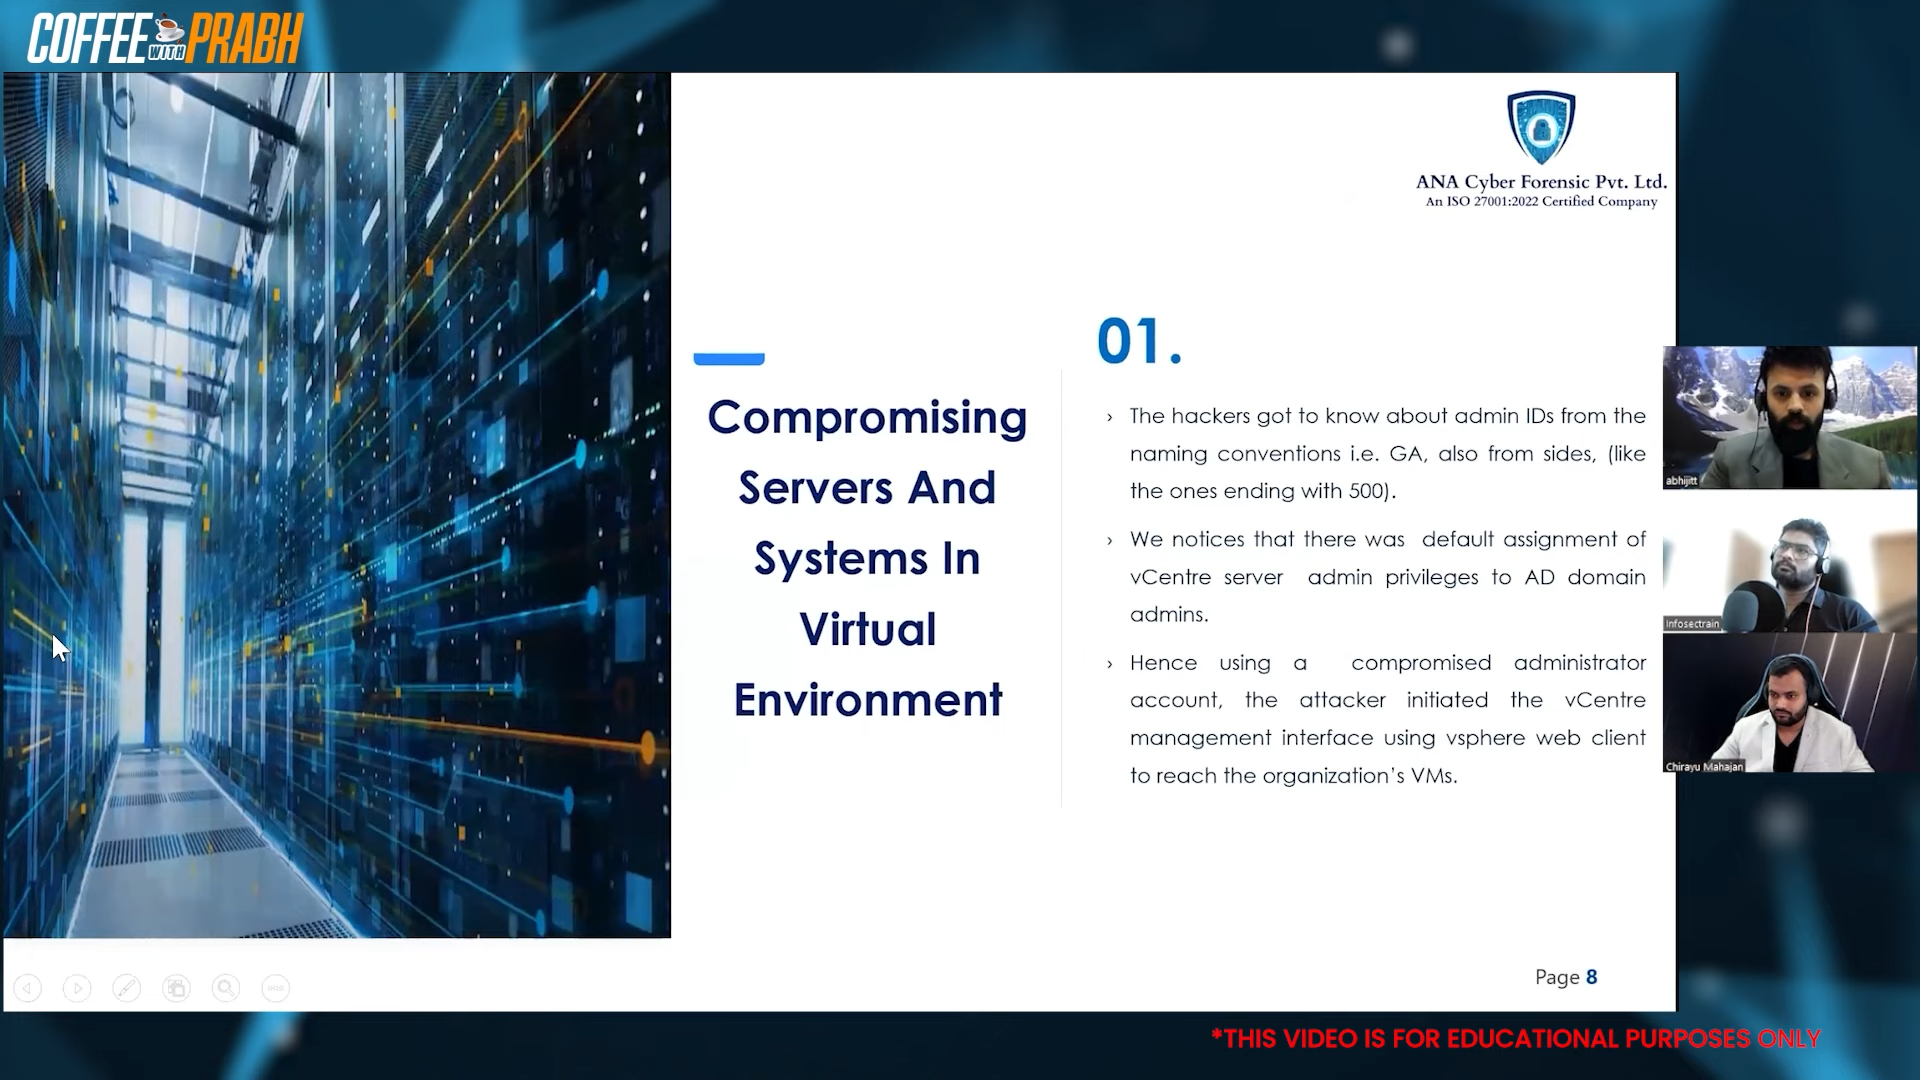 COFFEE WITH PRABH
ANA Cyber Forensic Pvt. Ltd.
An ISO 27001:2022 Certified Company
Compromising
Servers And
Systems In
Virtual
Environment
01.
› The hackers got to know about admin IDs from the
naming conventions i.e. GA, also from sides, (like
the ones ending with 500).
› We notices that there was default assignment of
vCentre server admin privileges to AD domain
admins.
› Hence using a compromised administrator
account, the attacker initiated the vCentre
management interface using vsphere web client
to reach the organization's VMs.
abhijitt
Infosectrain
Chirayu Mahajan
Page 8
*THIS VIDEO IS FOR EDUCATIONAL PURPOSES ONLY